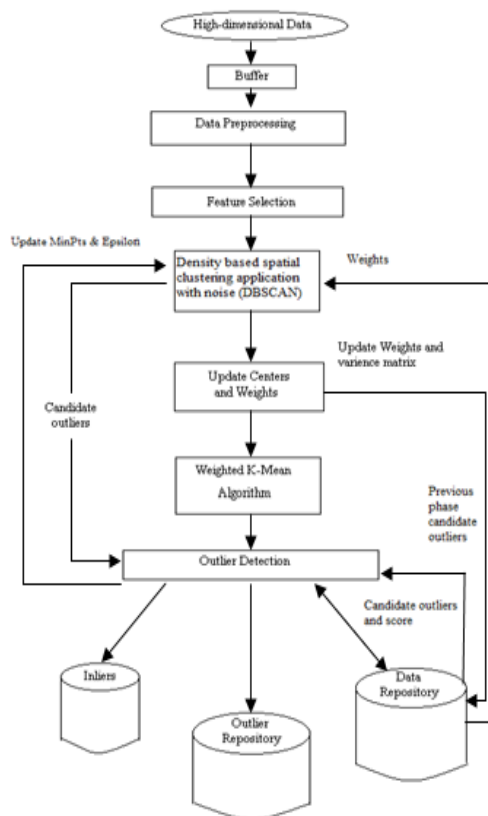 High-dimensional Data
Buffer
Data Preprocessing
Feature Selection
Update MinPts & Epsilon
Density based spatial
clustering application
with noise (DBSCAN)
Weights
Update Weights and
varience matrix
Update Centers
and Weights
Candidate
outliers
Weighted K-Mean
Algorithm
Previous
phase
candidate
outliers
Outlier Detection
Candidate outliers
and score
Inliers
Data
Repository
Outlier
Repository